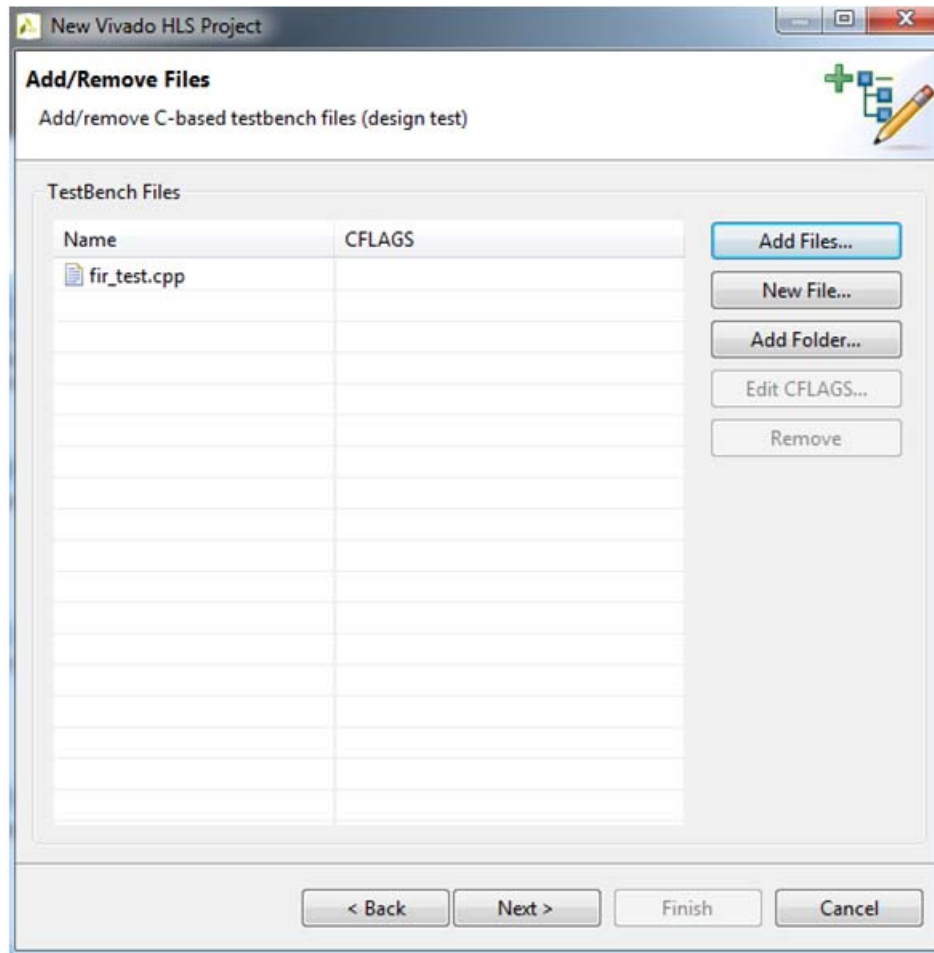 New Vivado HLS Project
Add/Remove Files
Add/remove C-based testbench files (design test)
TestBench Files
Name CFLAGS
fir_test.cpp
Add Files...
New File...
Add Folder...
Edit CFLAGS...
Remove
< Back Next > Finish Cancel